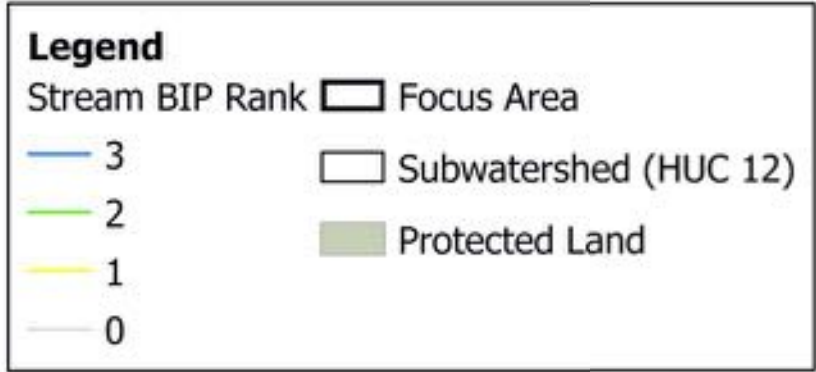 Legend
Stream BIP Rank
3
2
1
0
Focus Area
Subwatershed (HUC 12)
Protected Land